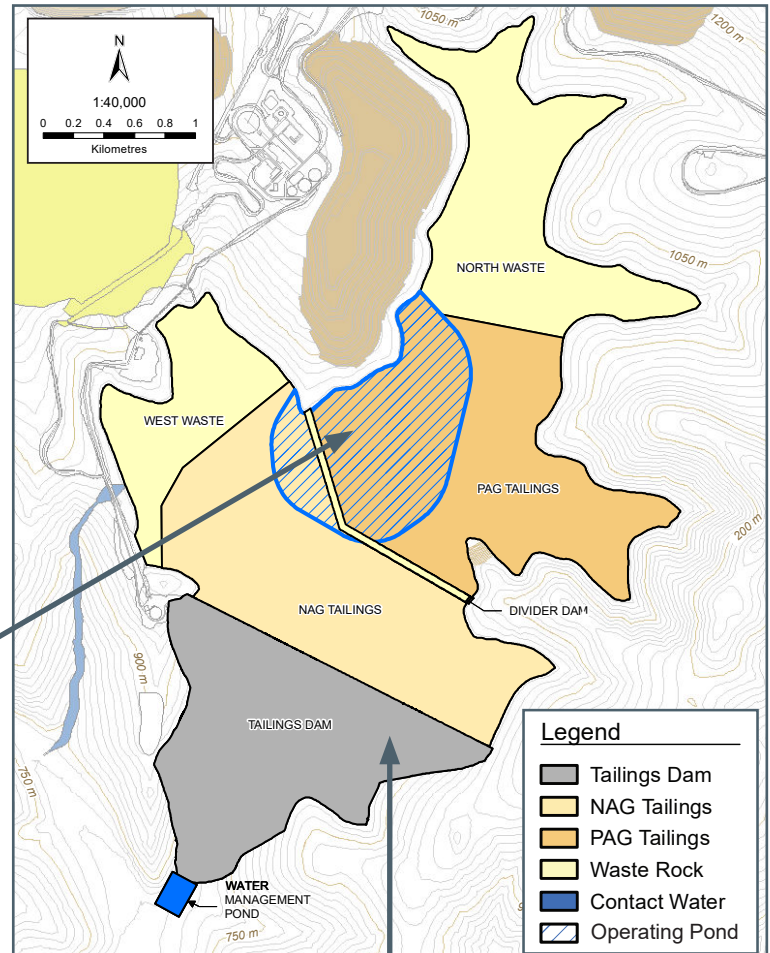 N
1:40,000
0 0.2 0.4 0.6 0.8 1
Kilometres
1050 m
1200 m
NORTH WASTE
1050 m
WEST WASTE
PAG TAILINGS
200 m
NAG TAILINGS
DIVIDER DAM
900 m
TAILINGS DAM
750 m
WATER
MANAGEMENT
POND
750 m
Legend
Tailings Dam
NAG Tailings
PAG Tailings
Waste Rock
Contact Water
Operating Pond